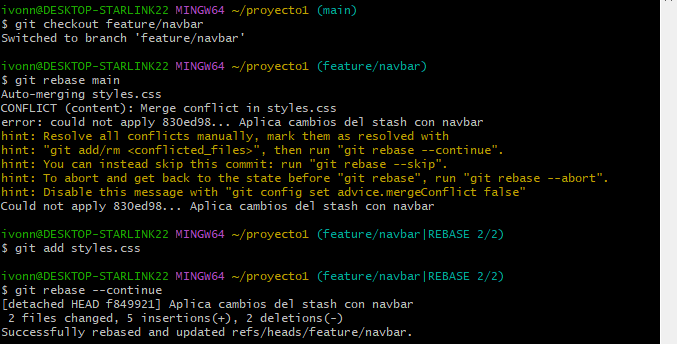 ivonn@DESKTOP-STARLINK22 MINGW64 ~/proyecto1 (main)
$ git checkout feature/navbar
Switched to branch 'feature/navbar'
ivonn@DESKTOP-STARLINK22 MINGW64 ~/proyecto1 (feature/navbar)
$ git rebase main
Auto-merging styles.css
CONFLICT (content): Merge conflict in styles.css
error: could not apply 830ed98... Aplica cambios del stash con navbar
hint: Resolve all conflicts manually, mark them as resolved with
hint: "git add/rm <conflicted_files>", then run "git rebase --continue".
hint: You can instead skip this commit: run "git rebase --skip".
hint: To abort and get back to the state before "git rebase", run "git rebase --abort".
hint: Disable this message with "git config set advice.mergeConflict false"
Could not apply 830ed98... Aplica cambios del stash con navbar
ivonn@DESKTOP-STARLINK22 MINGW64 ~/proyecto1 (feature/navbar|REBASE 2/2)
$ git add styles.css
ivonn@DESKTOP-STARLINK22 MINGW64 ~/proyecto1 (feature/navbar|REBASE 2/2)
$ git rebase --continue
[detached HEAD f849921] Aplica cambios del stash con navbar
 2 files changed, 5 insertions(+), 2 deletions(-)
Successfully rebased and updated refs/heads/feature/navbar.